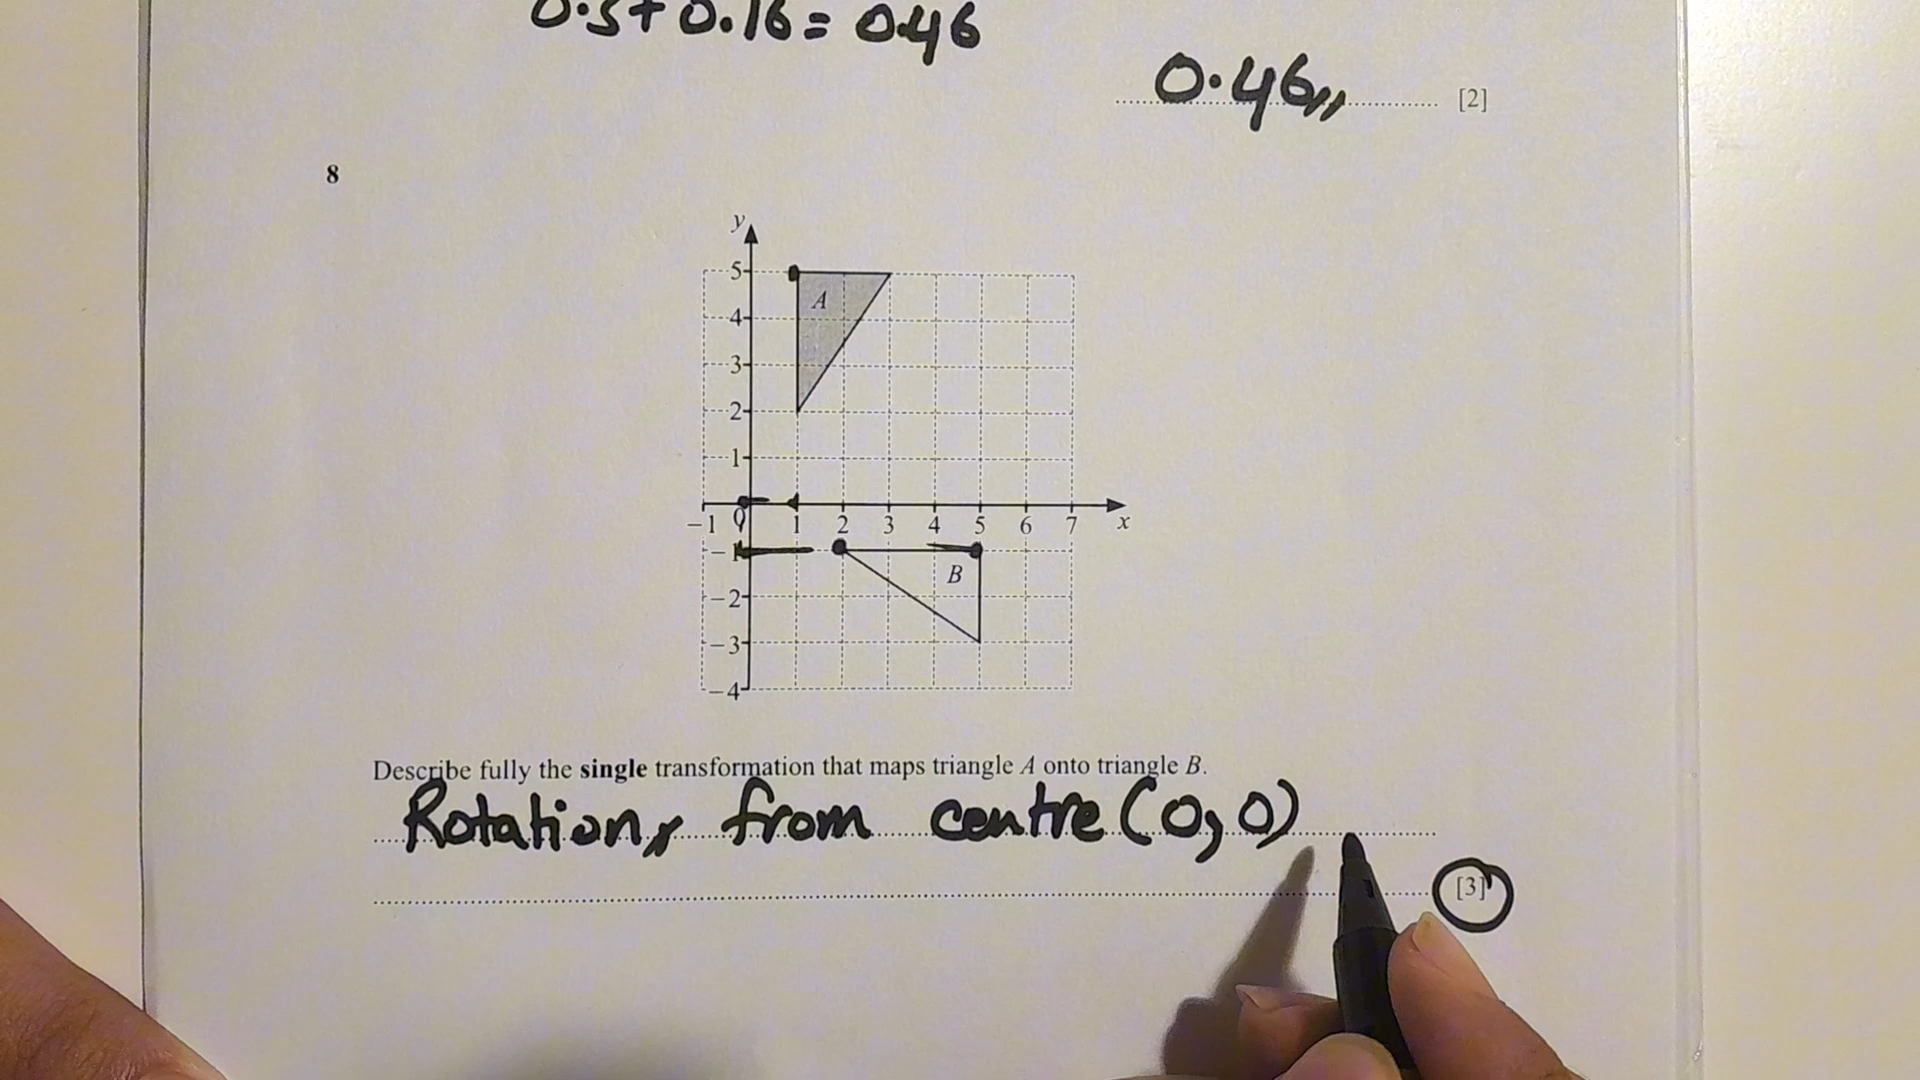 0.3+0.16=0.46
0.46,, [2]
8
y
5
A
4
3
2
1
−1 0 1 2 3 4 5 6 7 x
−1
B
−2
−3
−4
Describe fully the single transformation that maps triangle A onto triangle B.
Rotation, from centre (0,0)
[3]